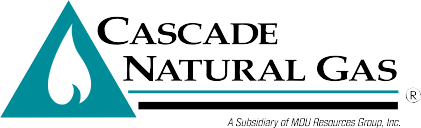 CASCADE
NATURAL GAS
®
A Subsidiary of MDU Resources Group, Inc.